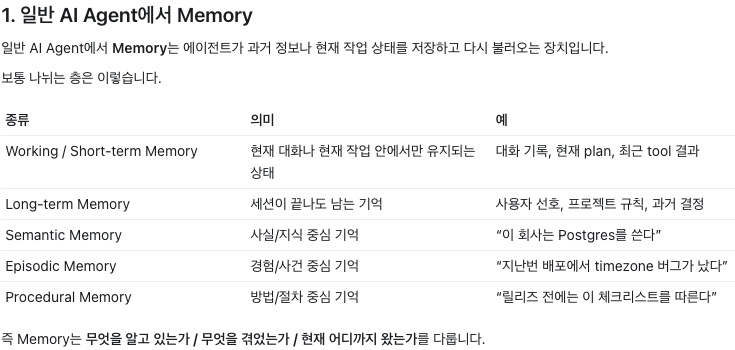 1. 일반 AI Agent에서 Memory
일반 AI Agent에서 Memory는 에이전트가 과거 정보나 현재 작업 상태를 저장하고 다시 불러오는 장치입니다.
보통 나뉘는 층은 이렇습니다.
종류 의미 예
Working / Short-term Memory 현재 대화나 현재 작업 안에서만 유지되는 대화 기록, 현재 plan, 최근 tool 결과
상태
Long-term Memory 세션이 끝나도 남는 기억 사용자 선호, 프로젝트 규칙, 과거 결정
Semantic Memory 사실/지식 중심 기억 “이 회사는 Postgres를 쓴다”
Episodic Memory 경험/사건 중심 기억 “지난번 배포에서 timezone 버그가 났다”
Procedural Memory 방법/절차 중심 기억 “릴리즈 전에는 이 체크리스트를 따른다”
즉 Memory는 무엇을 알고 있는가 / 무엇을 겪었는가 / 현재 어디까지 왔는가를 다룹니다.